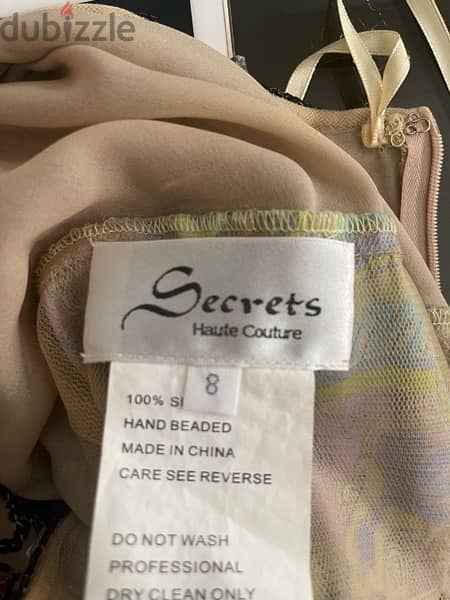 dubizzle
Secrets
Haute Couture
8
100%
HAND BEADED
MADE IN CHINA
CARE SEE REVERSE
DO NOT WASH
PROFESSIONAL
DRY CLEAN ONLY